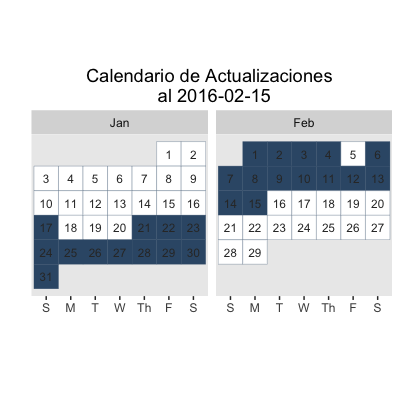 Calendario de Actualizaciones
al 2016-02-15
Jan
1 2
3 4 5 6 7 8 9
10 11 12 13 14 15 16
17 18 19 20 21 22 23
24 25 26 27 28 29 30
31
S M T W Th F S
Feb
1 2 3 4 5 6
7 8 9 10 11 12 13
14 15 16 17 18 19 20
21 22 23 24 25 26 27
28 29
S M T W Th F S